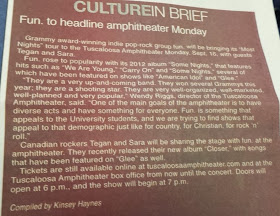 CULTUREIN BRIEF
Fun. to headline amphitheater Monday
Grammy award-winning indie pop-rock group fun. will be bringing its "Most
Nights" tour to the Tuscaloosa Amphitheater Monday, Sept. 16, with guests
Tegan and Sara.
Fun. rose to popularity with its 2012 album "Some Nights," that features
hits such as "We Are Young," "Carry On" and "Some Nights," several of
which have been featured on shows like "American Idol" and "Glee."
"They are a very up-and-coming band. They won several Grammys this
year; they are a shooting star. They are very well-organized, well-marketed,
well-planned and very popular," Wendy Riggs, director of the Tuscaloosa
Amphitheater, said. "One of the main goals of the amphitheater is to have
diverse acts and have something for everyone. Fun. is something that
appeals to the University students, and we are trying to find shows that
appeal to that demographic just like for country, for Christian, for rock 'n'
roll."
Canadian rockers Tegan and Sara will be sharing the stage with fun. at the
amphitheater. They recently released their new album "Closer," with songs
that have been featured on "Glee" as well.
Tickets are still available online at tuscaloosaamphitheater.com and at the
Tuscaloosa Amphitheater box office from now until the concert. Doors will
open at 6 p.m., and the show will begin at 7 p.m.
Compiled by Kinsey Haynes